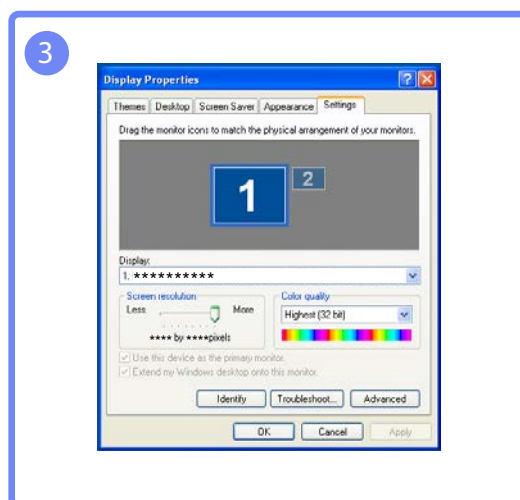 3
Display Properties
Themes Desktop Screen Saver Appearance Settings
Drag the monitor icons to match the physical arrangement of your monitors.
1 2
Display:
1. **********
Screen resolution Color quality
Less More Highest (32 bit)
**** by ****pixels
Use this device as the primary monitor.
Extend my Windows desktop onto this monitor.
Identify Troubleshoot... Advanced
OK Cancel Apply